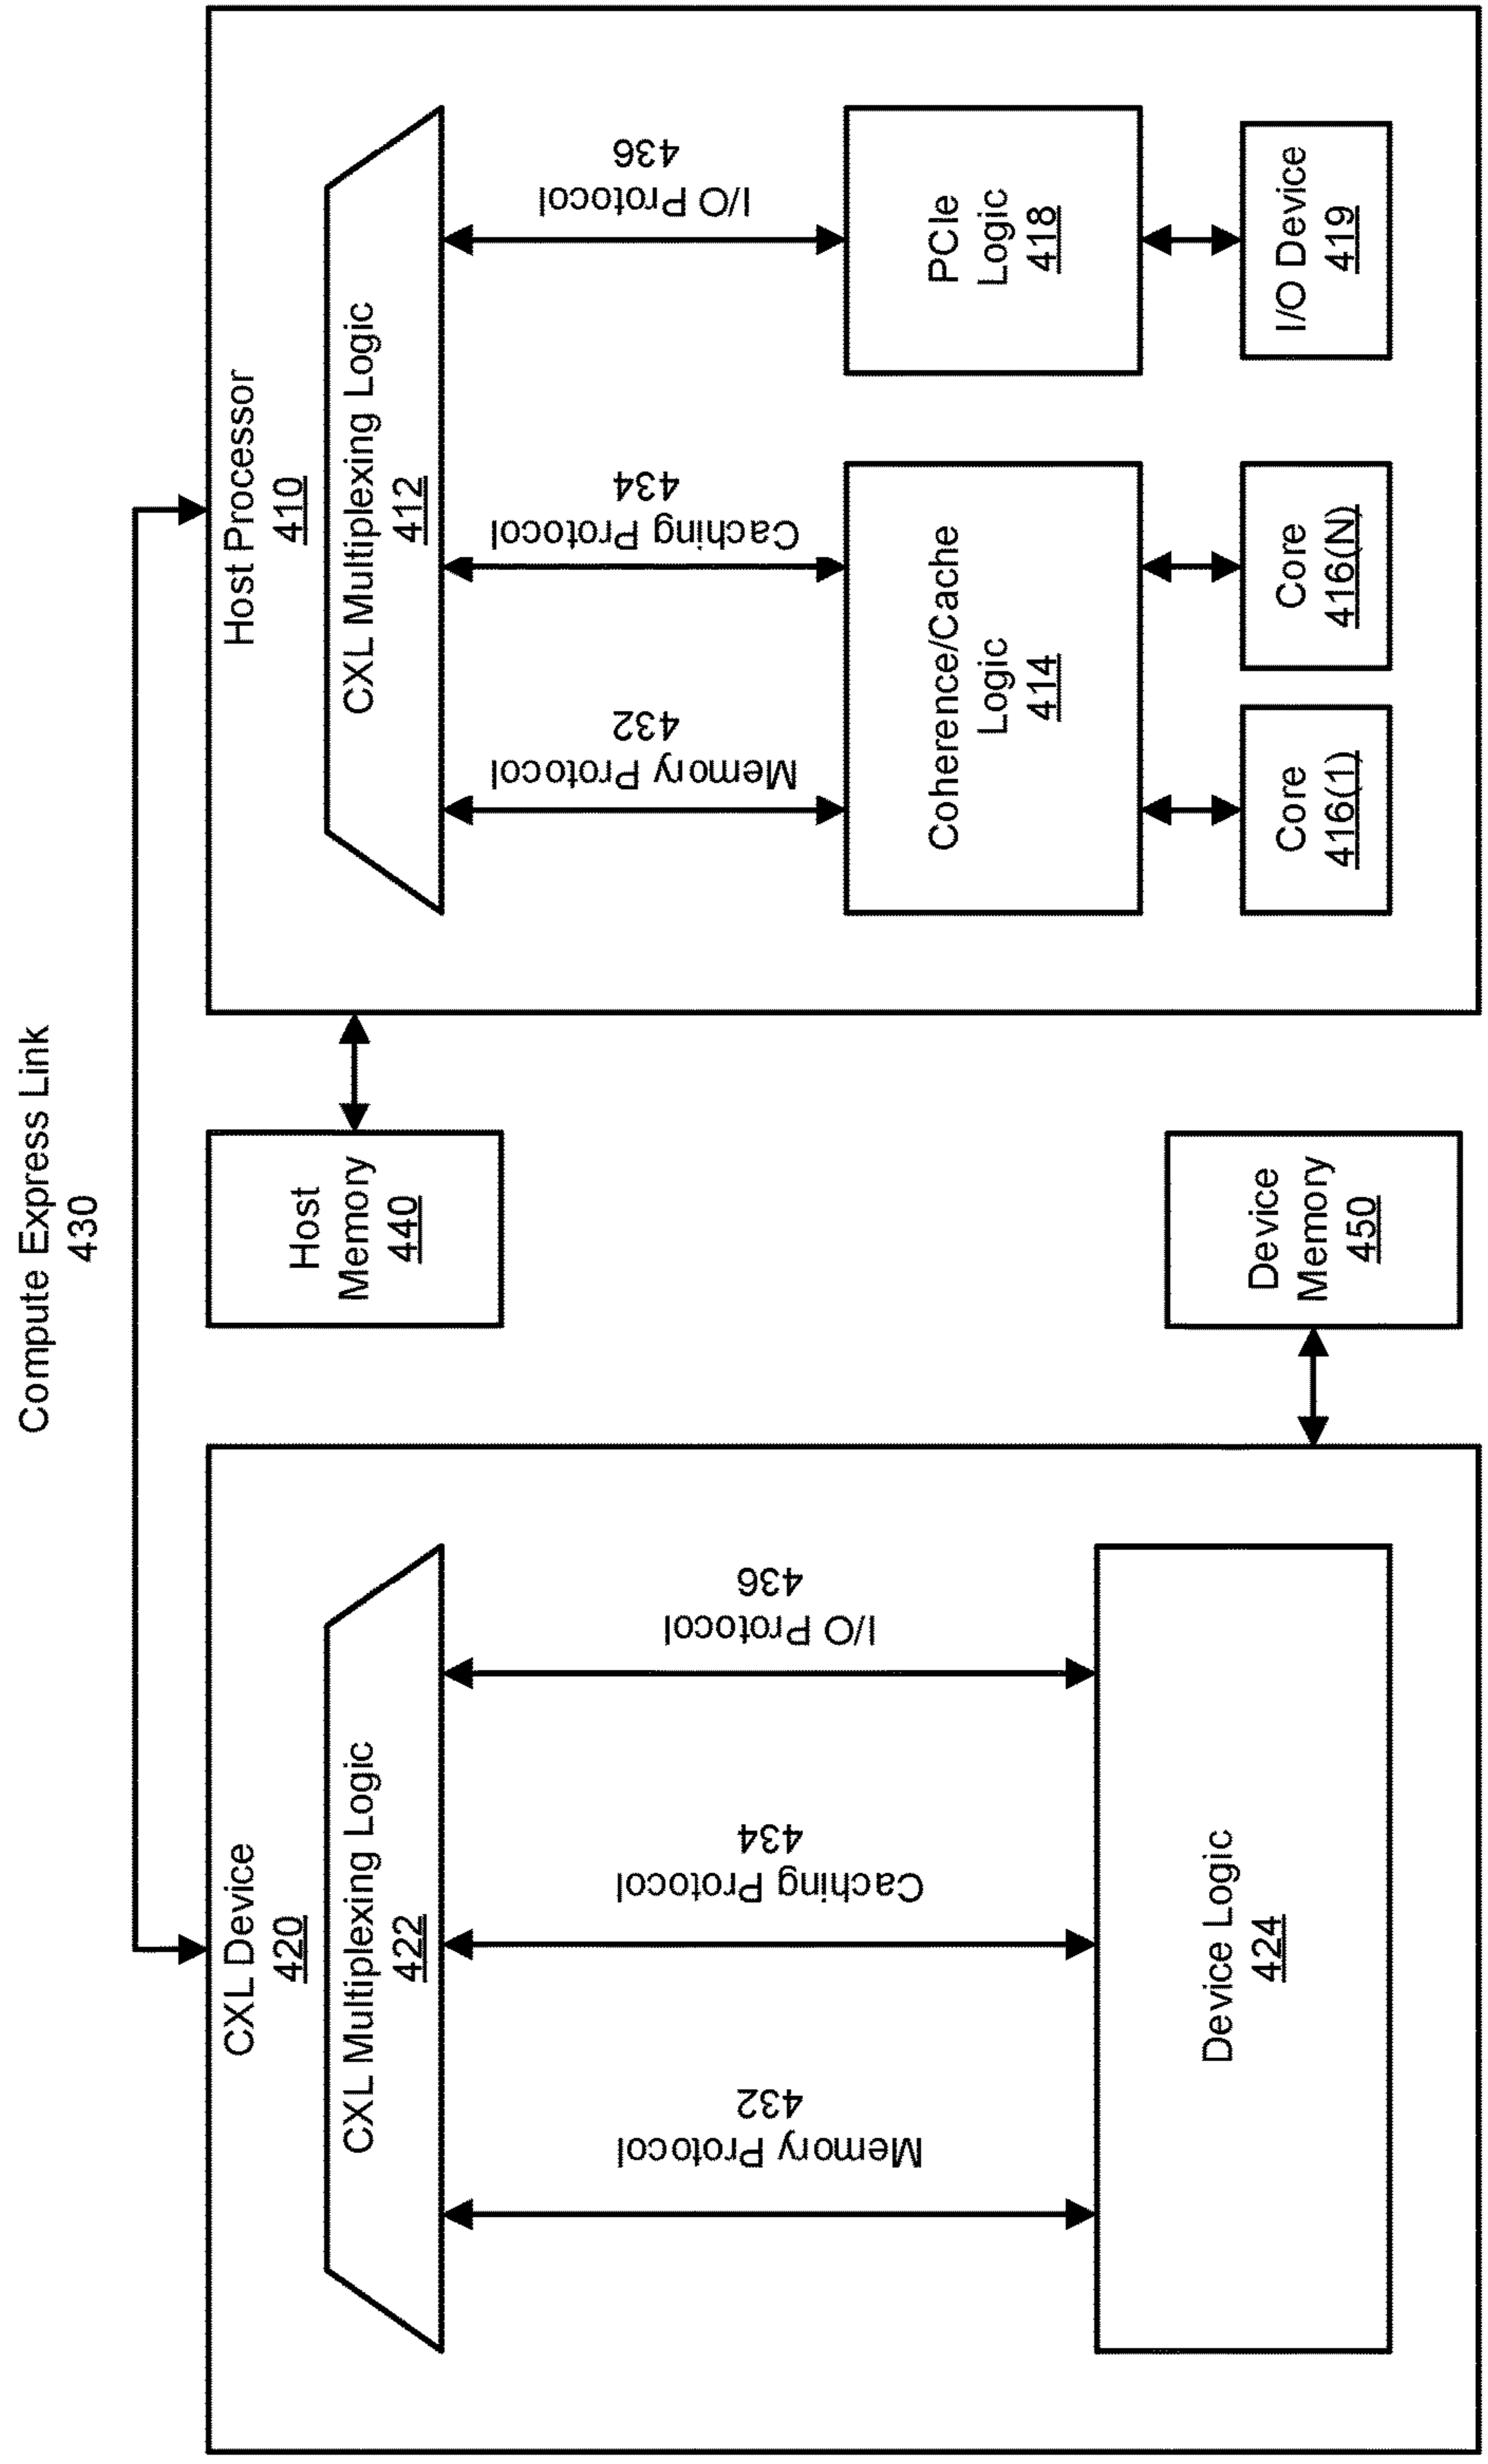 Compute Express Link
430
CXL Device
420
CXL Multiplexing Logic
422
Memory Protocol
432
Caching Protocol
434
I/O Protocol
436
Device Logic
424
Host
Memory
440
Device
Memory
450
Host Processor
410
CXL Multiplexing Logic
412
Memory Protocol
432
Caching Protocol
434
I/O Protocol
436
Coherence/Cache
Logic
414
PCIe
Logic
418
Core
416(1)
Core
416(N)
I/O Device
419